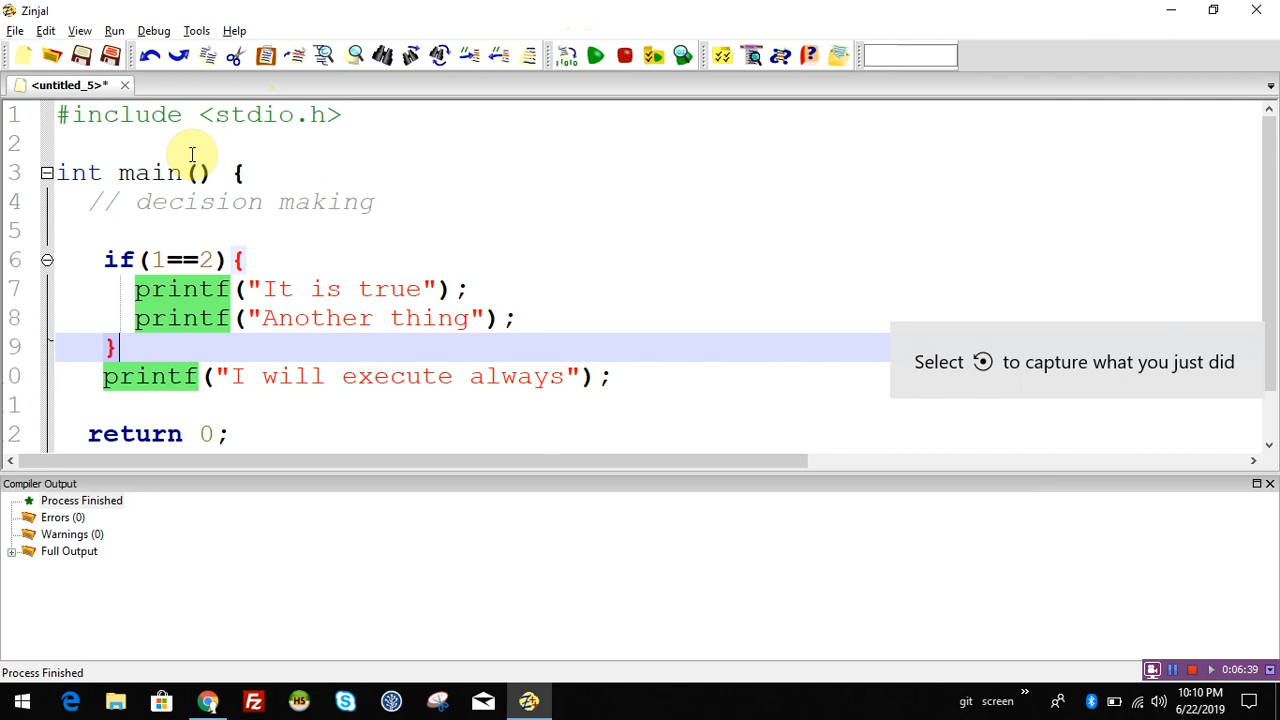 Zinjal
File Edit View Run Debug Tools Help
<untitled_5>*
1 #include <stdio.h>
2
3 int main() {
4 // decision making
5
6 if(1==2){
7 printf("It is true");
8 printf("Another thing");
9 }
0 printf("I will execute always");
1
2 return 0;
Select to capture what you just did
Compiler Output
Process Finished
Errors (0)
Warnings (0)
Full Output
Process Finished
0:06:39
git screen
10:10 PM
6/22/2019